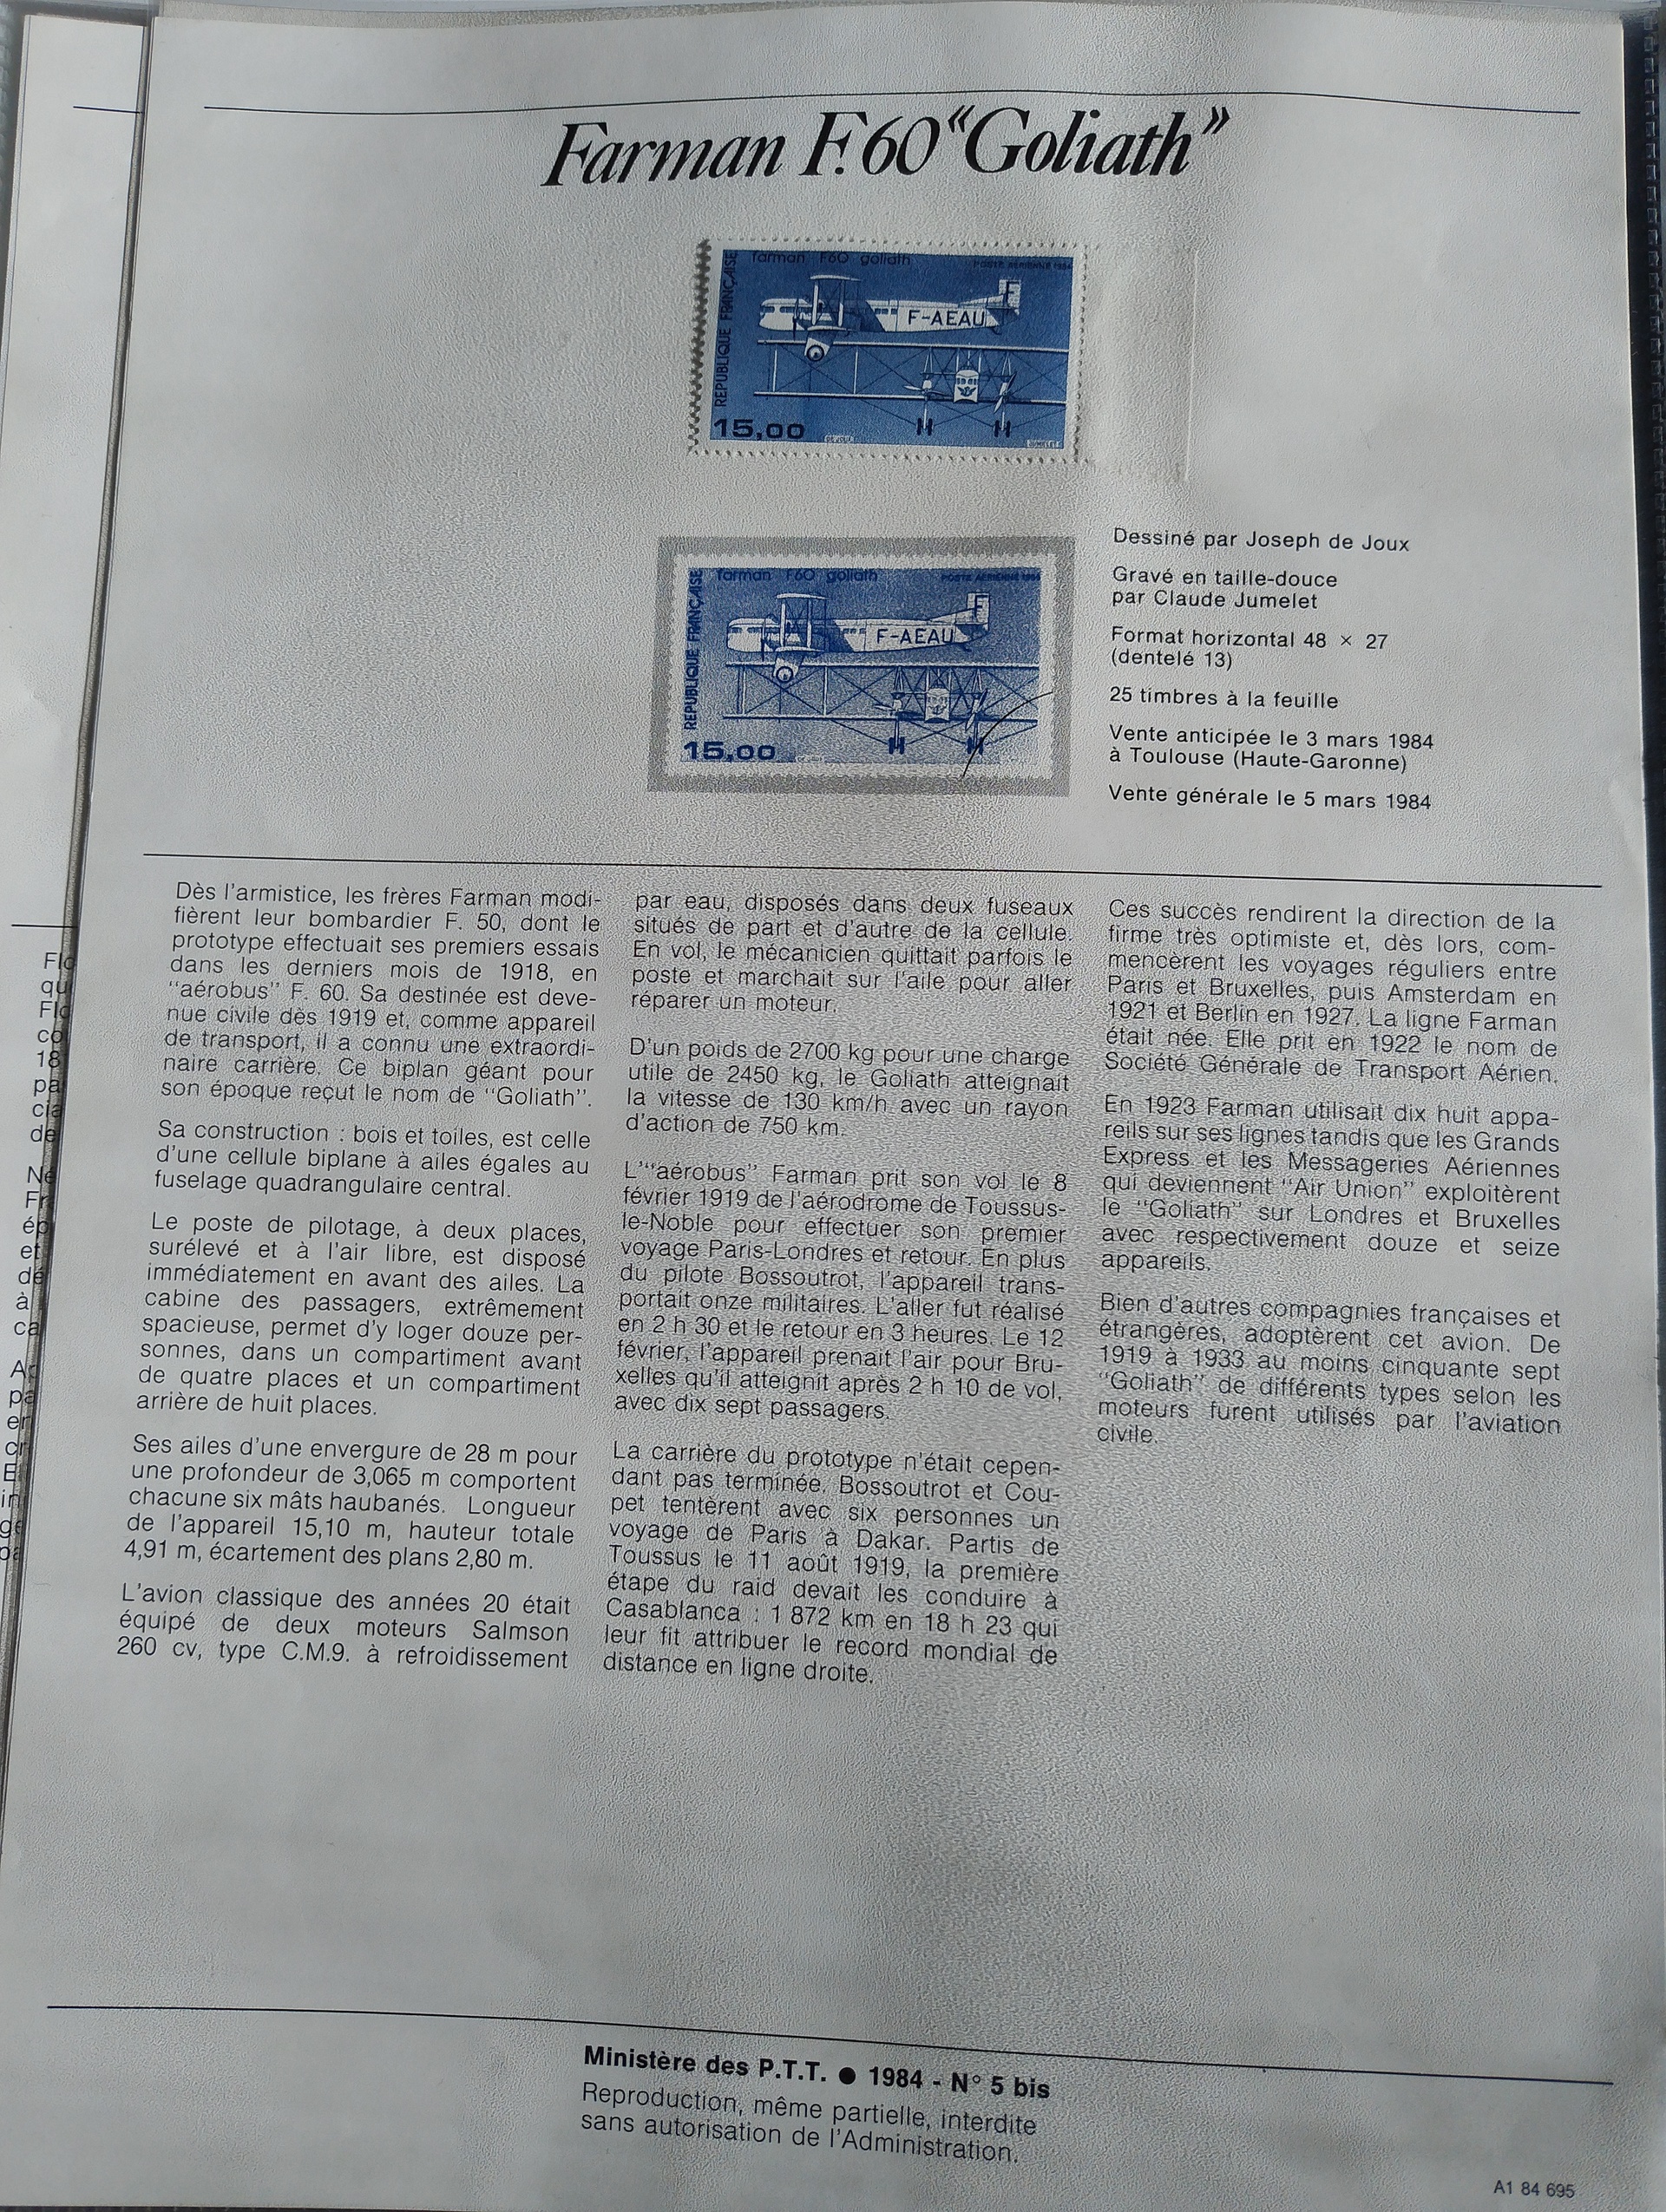 Farman F.60 «Goliath»
farman F60 goliath
POSTE AÉRIENNE 1984
REPUBLIQUE FRANÇAISE
F
F-AEAU
15,00
DE JOUX
JUMELET
farman F60 goliath
POSTE AÉRIENNE 1984
REPUBLIQUE FRANÇAISE
F
F-AEAU
15,00
Dessiné par Joseph de Joux
Gravé en taille-douce
par Claude Jumelet
Format horizontal 48 × 27
(dentelé 13)
25 timbres à la feuille
Vente anticipée le 3 mars 1984
à Toulouse (Haute-Garonne)
Vente générale le 5 mars 1984
Dès l'armistice, les frères Farman modi-
fièrent leur bombardier F. 50, dont le
prototype effectuait ses premiers essais
dans les derniers mois de 1918, en
"aérobus" F. 60. Sa destinée est deve-
nue civile dès 1919 et, comme appareil
de transport, il a connu une extraordi-
naire carrière. Ce biplan géant pour
son époque reçut le nom de "Goliath".
Sa construction : bois et toiles, est celle
d'une cellule biplane à ailes égales au
fuselage quadrangulaire central.
Le poste de pilotage, à deux places,
surélevé et à l'air libre, est disposé
immédiatement en avant des ailes. La
cabine des passagers, extrêmement
spacieuse, permet d'y loger douze per-
sonnes, dans un compartiment avant
de quatre places et un compartiment
arrière de huit places.
Ses ailes d'une envergure de 28 m pour
une profondeur de 3,065 m comportent
chacune six mâts haubanés. Longueur
de l'appareil 15,10 m, hauteur totale
4,91 m, écartement des plans 2,80 m.
L'avion classique des années 20 était
équipé de deux moteurs Salmson
260 cv, type C.M.9. à refroidissement
par eau, disposés dans deux fuseaux
situés de part et d'autre de la cellule.
En vol, le mécanicien quittait parfois le
poste et marchait sur l'aile pour aller
réparer un moteur.
D'un poids de 2700 kg pour une charge
utile de 2450 kg, le Goliath atteignait
la vitesse de 130 km/h avec un rayon
d'action de 750 km.
L'"aérobus" Farman prit son vol le 8
février 1919 de l'aérodrome de Toussus-
le-Noble pour effectuer son premier
voyage Paris-Londres et retour. En plus
du pilote Bossoutrot, l'appareil trans-
portait onze militaires. L'aller fut réalisé
en 2 h 30 et le retour en 3 heures. Le 12
février, l'appareil prenait l'air pour Bru-
xelles qu'il atteignit après 2 h 10 de vol,
avec dix sept passagers.
La carrière du prototype n'était cepen-
dant pas terminée. Bossoutrot et Cou-
pet tentèrent avec six personnes un
voyage de Paris à Dakar. Partis de
Toussus le 11 août 1919, la première
étape du raid devait les conduire à
Casablanca : 1 872 km en 18 h 23 qui
leur fit attribuer le record mondial de
distance en ligne droite.
Ces succès rendirent la direction de la
firme très optimiste et, dès lors, com-
mencèrent les voyages réguliers entre
Paris et Bruxelles, puis Amsterdam en
1921 et Berlin en 1927. La ligne Farman
était née. Elle prit en 1922 le nom de
Société Générale de Transport Aérien.
En 1923 Farman utilisait dix huit appa-
reils sur ses lignes tandis que les Grands
Express et les Messageries Aériennes
qui deviennent "Air Union" exploitèrent
le "Goliath" sur Londres et Bruxelles
avec respectivement douze et seize
appareils.
Bien d'autres compagnies françaises et
étrangères, adoptèrent cet avion. De
1919 à 1933 au moins cinquante sept
"Goliath" de différents types selon les
moteurs furent utilisés par l'aviation
civile.
Ministère des P.T.T. ● 1984 - N° 5 bis
Reproduction, même partielle, interdite
sans autorisation de l'Administration.
A1 84 695